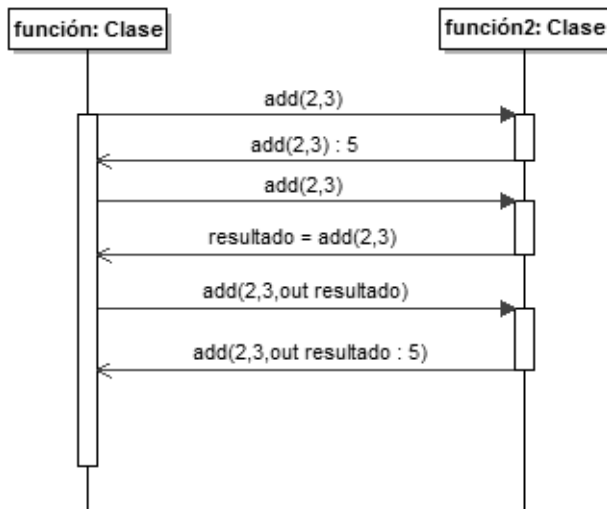 función: Clase
función2: Clase
add(2,3)
add(2,3) : 5
add(2,3)
resultado = add(2,3)
add(2,3,out resultado)
add(2,3,out resultado : 5)